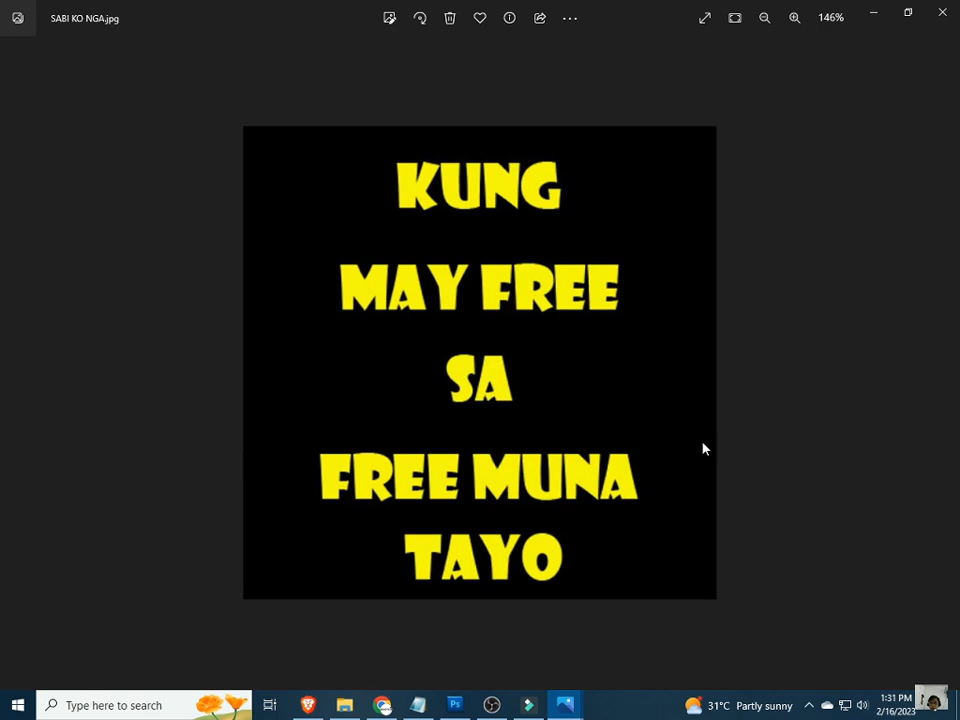 SABI KO NGA.jpg
146%
KUNG
MAY FREE
SA
FREE MUNA
TAYO
Type here to search
Ps
31°C Partly sunny
1:31 PM
2/16/2023